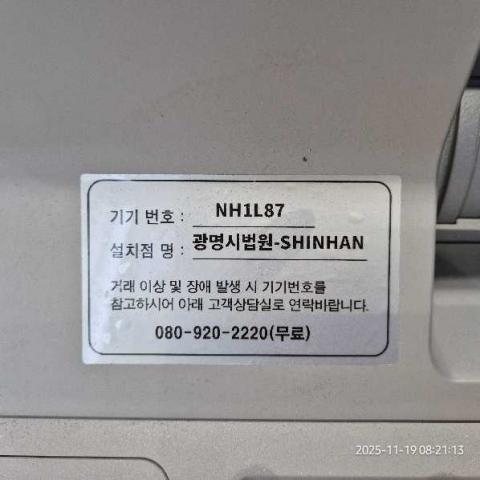 기기 번호 : NH1L87
설치점 명 : 광명시법원-SHINHAN
거래 이상 및 장애 발생 시 기기번호를
참고하시어 아래 고객상담실로 연락바랍니다.
080-920-2220(무료)
2025-11-19 08:21:13